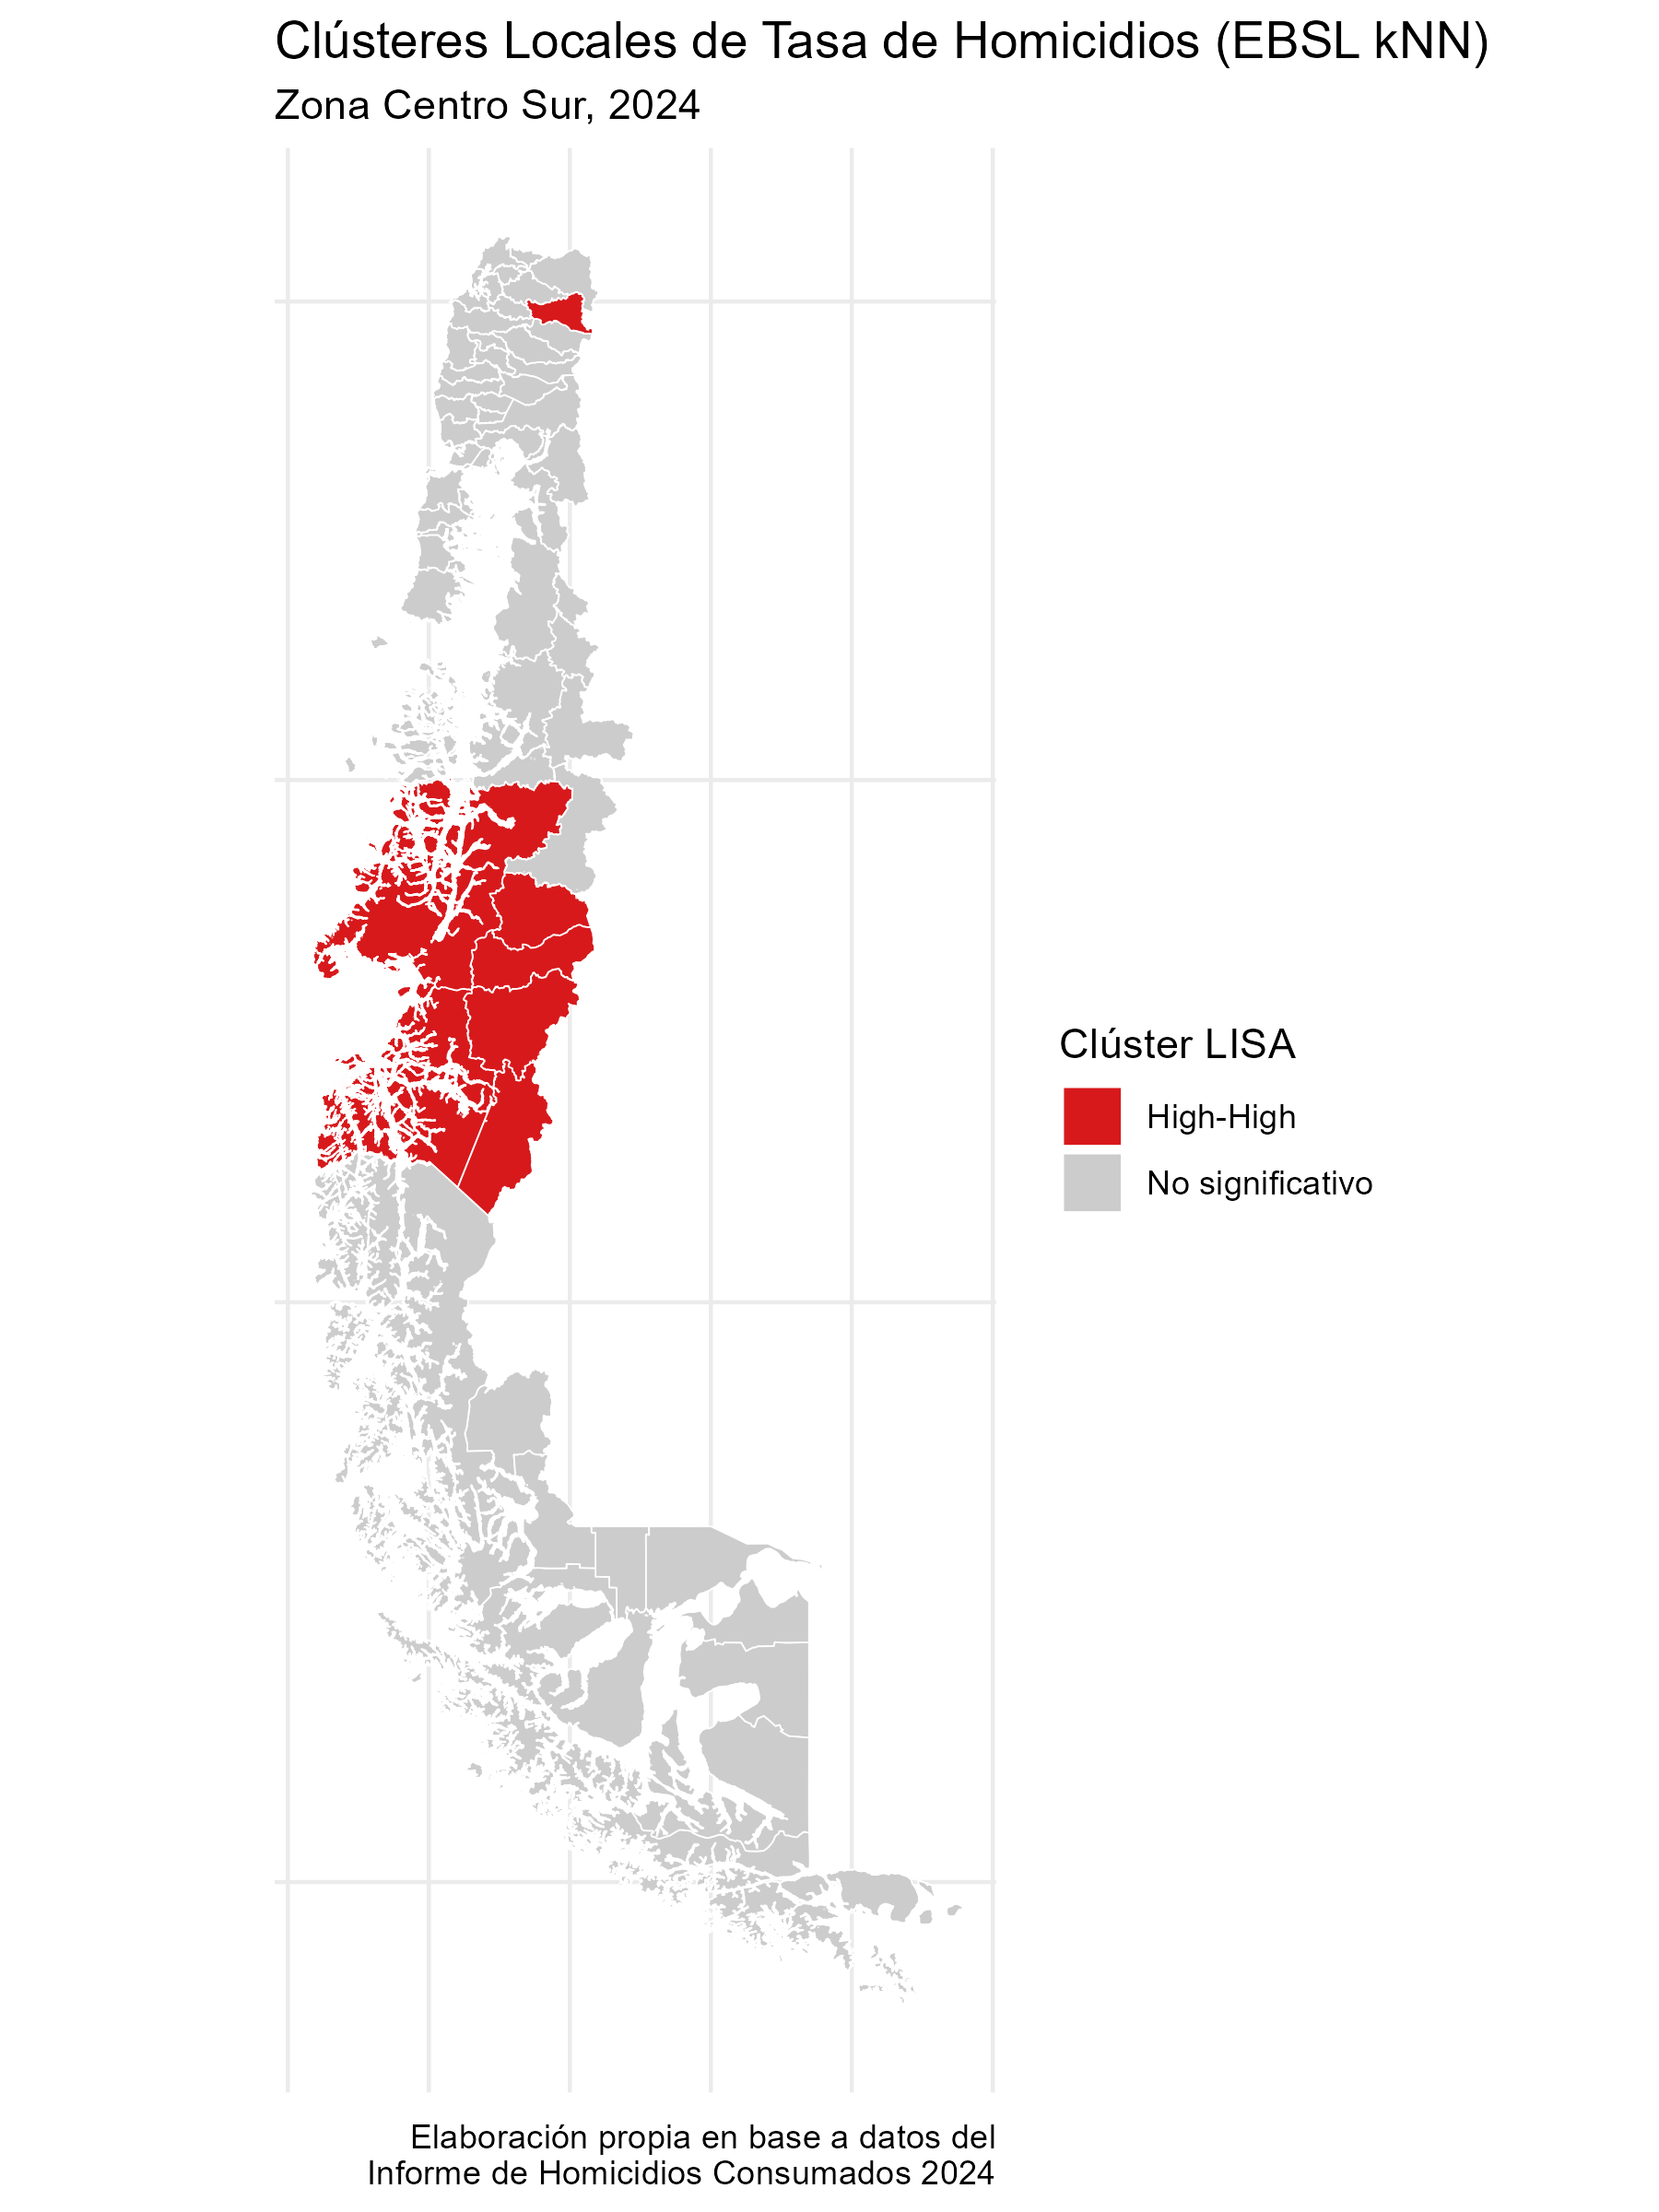 Clústeres Locales de Tasa de Homicidios (EBSL kNN)
Zona Centro Sur, 2024
Clúster LISA
High-High
No significativo
Elaboración propia en base a datos del
Informe de Homicidios Consumados 2024